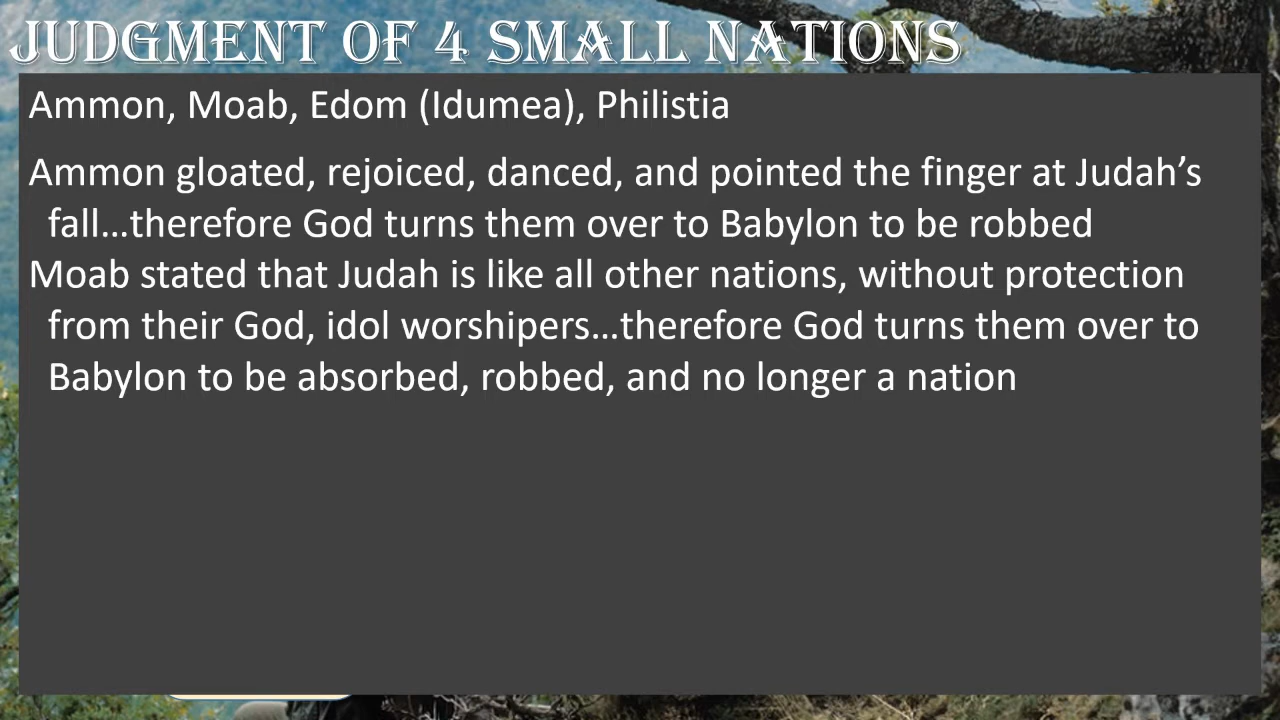 JUDGMENT OF 4 SMALL NATIONS
Ammon, Moab, Edom (Idumea), Philistia
Ammon gloated, rejoiced, danced, and pointed the finger at Judah’s
fall…therefore God turns them over to Babylon to be robbed
Moab stated that Judah is like all other nations, without protection
from their God, idol worshipers…therefore God turns them over to
Babylon to be absorbed, robbed, and no longer a nation